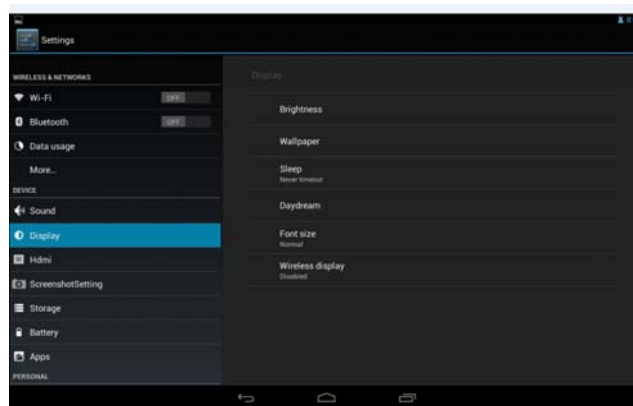 Settings
WIRELESS & NETWORKS
Wi-Fi
OFF
Bluetooth
OFF
Data usage
More...
DEVICE
Sound
Display
Hdmi
ScreenshotSetting
Storage
Battery
Apps
PERSONAL
Display
Brightness
Wallpaper
Sleep
Never timeout
Daydream
Font size
Normal
Wireless display
Disabled